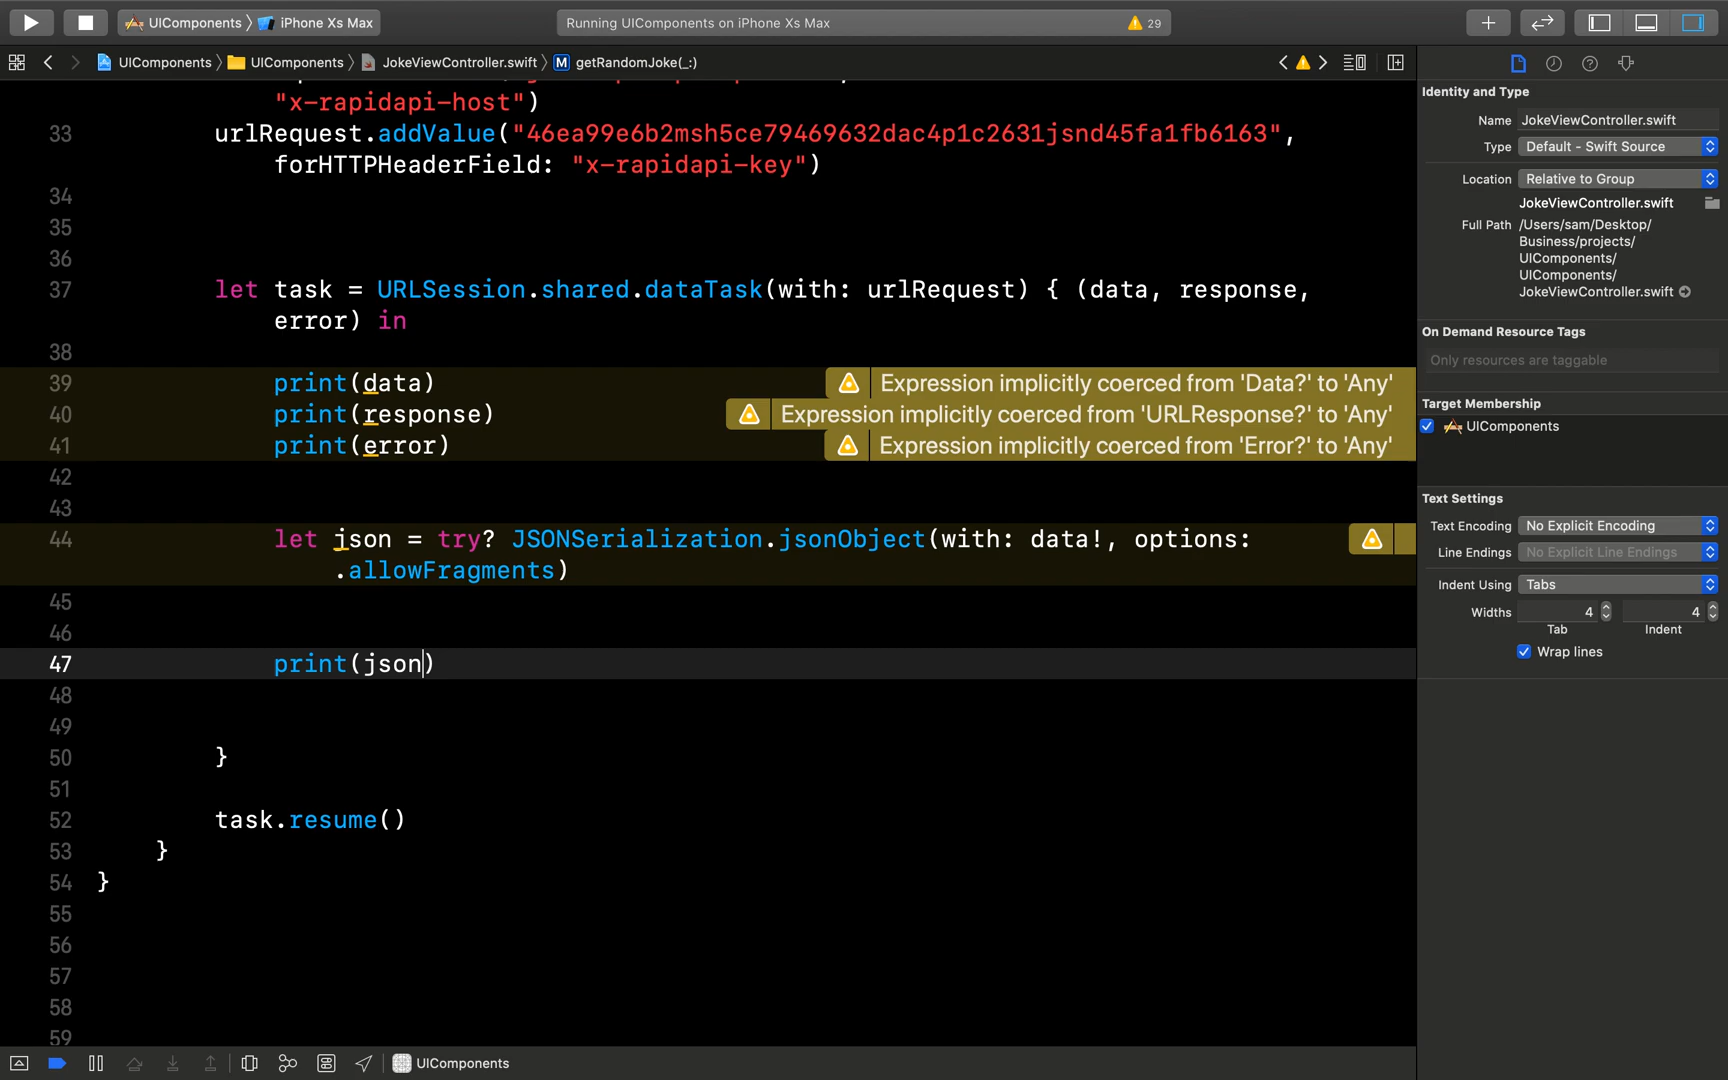 UIComponents iPhone Xs Max
Running UIComponents on iPhone Xs Max
29
UIComponents UIComponents JokeViewController.swift M getRandomJoke(_:)
"x-rapidapi-host")
33 urlRequest.addValue("46ea99e6b2msh5ce79469632dac4p1c2631jsnd45fa1fb6163",
forHTTPHeaderField: "x-rapidapi-key")
34
35
36
37 let task = URLSession.shared.dataTask(with: urlRequest) { (data, response,
error) in
38
39 print(data) Expression implicitly coerced from 'Data?' to 'Any'
40 print(response) Expression implicitly coerced from 'URLResponse?' to 'Any'
41 print(error) Expression implicitly coerced from 'Error?' to 'Any'
42
43
44 let json = try? JSONSerialization.jsonObject(with: data!, options:
.allowFragments)
45
46
47 print(json)
48
49
50 }
51
52 task.resume()
53 }
54 }
55
56
57
58
59
UIComponents
Identity and Type
Name JokeViewController.swift
Type Default - Swift Source
Location Relative to Group
JokeViewController.swift
Full Path /Users/sam/Desktop/
Business/projects/
UIComponents/
UIComponents/
JokeViewController.swift
On Demand Resource Tags
Only resources are taggable
Target Membership
UIComponents
Text Settings
Text Encoding No Explicit Encoding
Line Endings No Explicit Line Endings
Indent Using Tabs
Widths 4 4
Tab Indent
Wrap lines